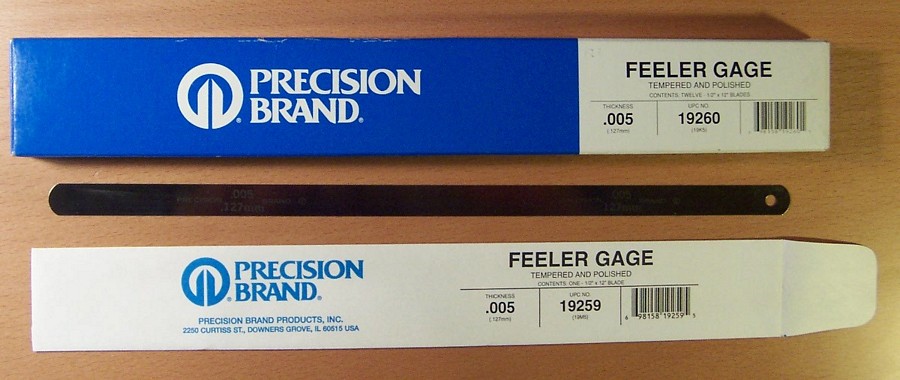 PRECISION
BRAND®
FEELER GAGE
TEMPERED AND POLISHED
CONTENTS: TWELVE - 1/2" x 12" BLADES
THICKNESS
.005
(.127mm)
UPC NO.
19260
(19K5)
.005
.127mm
.005
.127mm
PRECISION
BRAND®
PRECISION BRAND PRODUCTS, INC.
2250 CURTISS ST., DOWNERS GROVE, IL 60515 USA
FEELER GAGE
TEMPERED AND POLISHED
CONTENTS: ONE - 1/2" x 12" BLADE
THICKNESS
.005
(.127mm)
UPC NO.
19259
(19M5)
6 98158 19259 5